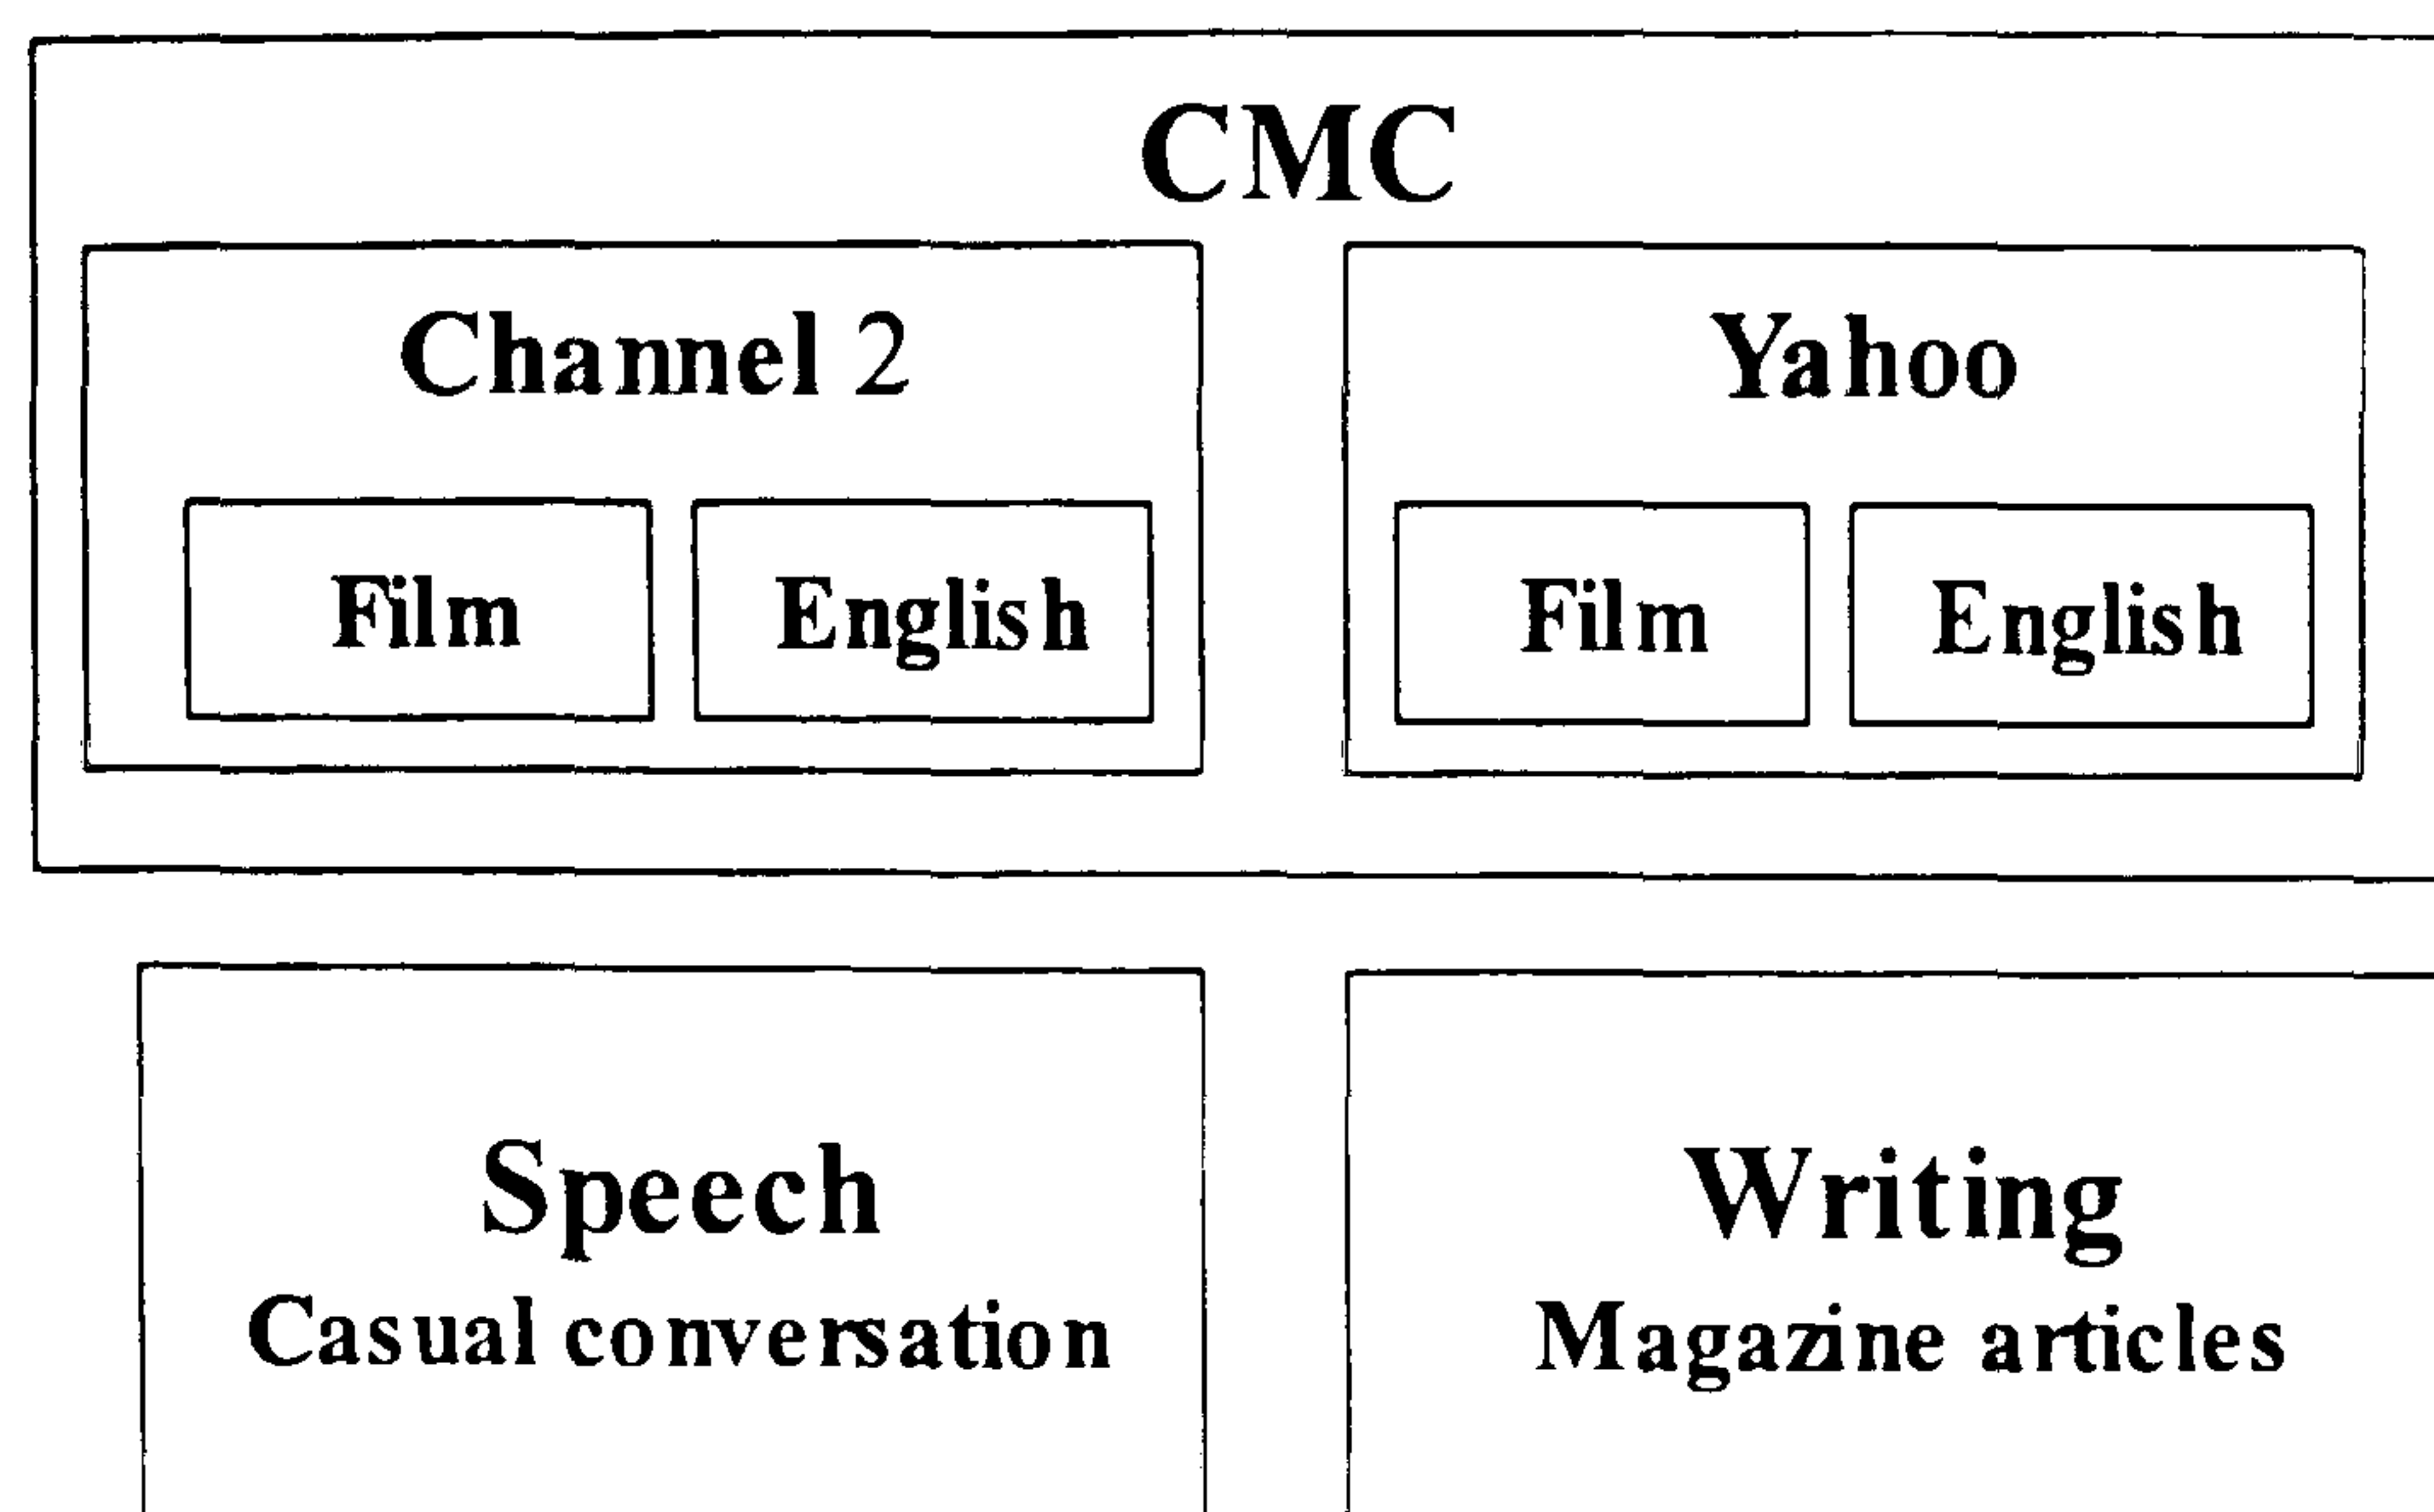 CMC
Channel 2
Yahoo
Film
English
Film
English
Speech
Casual conversation
Writing
Magazine articles